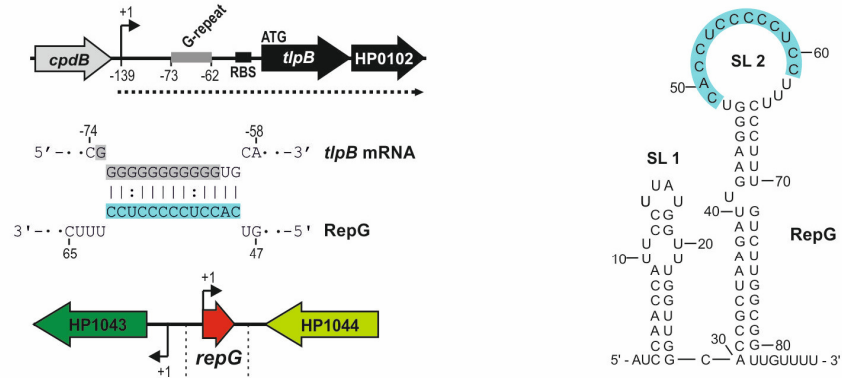 +1
G-repeat
ATG
cpdB
tlpB
HP0102
-139
-73
-62
RBS
-74
-58
5'-··CG CA··-3' tlpB mRNA
GGGGGGGGGGGUG
CCUCCCCCUCCAC
RepG
3'-··CUUU UG··-5'
65
47
+1
HP1043
HP1044
repG
+1
SL 2
60
50
SL 1
70
40
RepG
20
10
30
80
5' - AUCG - C - A UUGUUUU - 3'